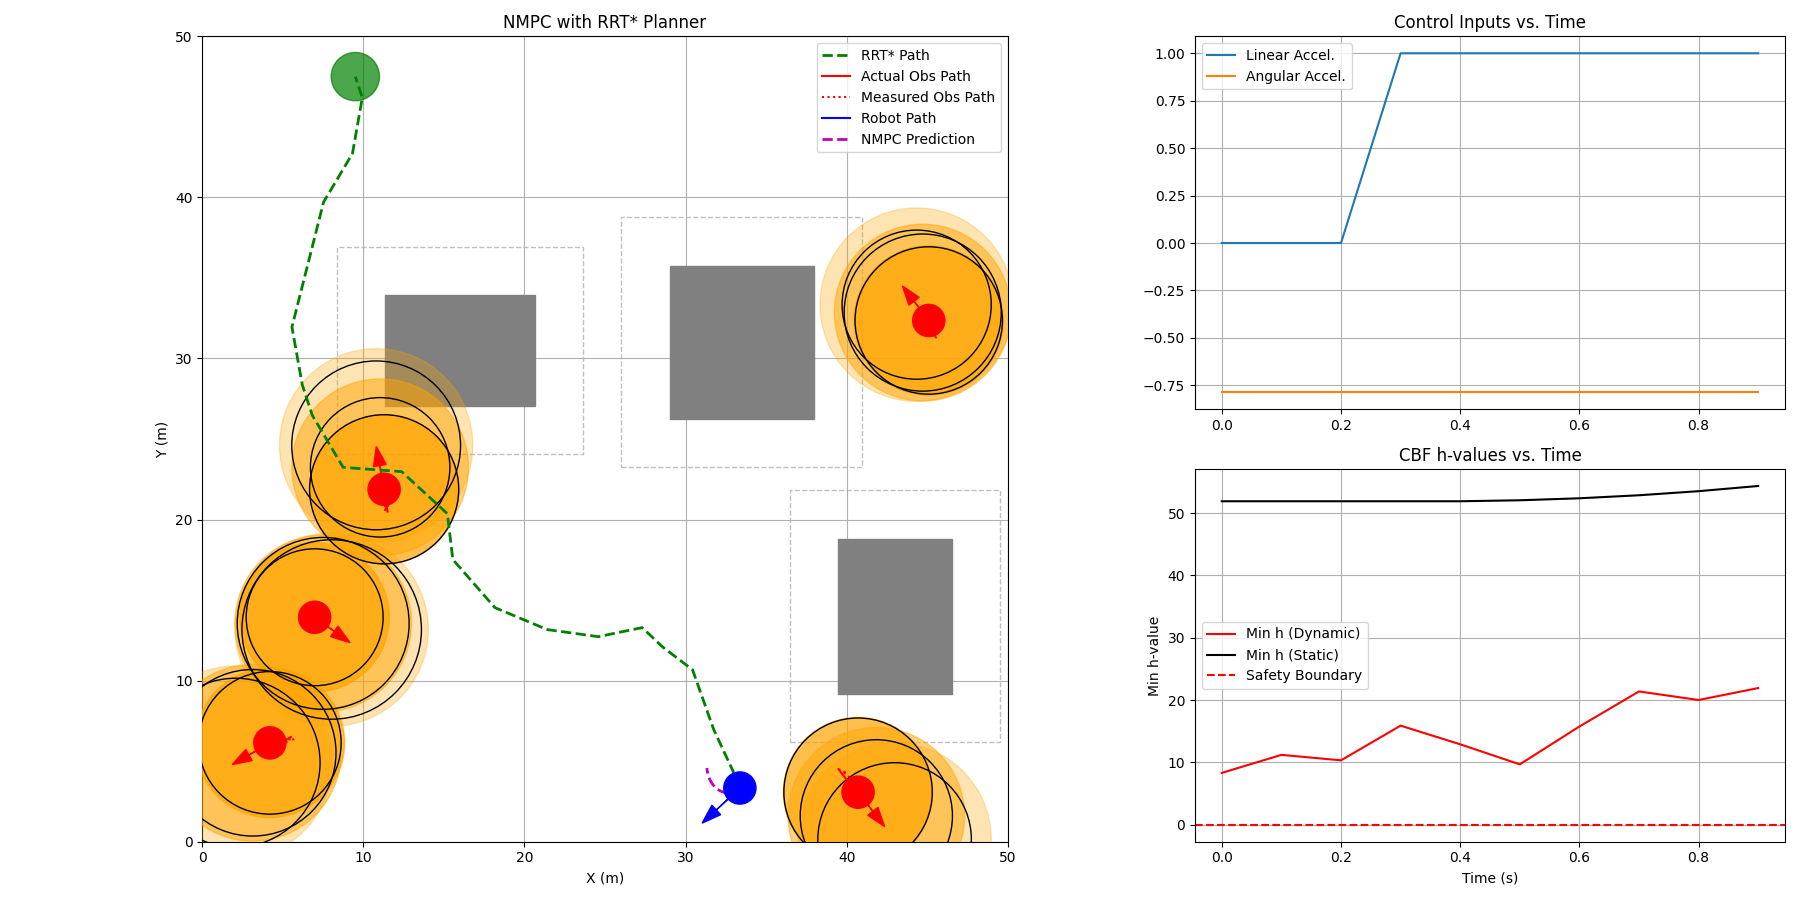 NMPC with RRT* Planner
50
40
30
20
10
0
Y (m)
0
10
20
30
40
50
X (m)
RRT* Path
Actual Obs Path
Measured Obs Path
Robot Path
NMPC Prediction
Control Inputs vs. Time
1.00
0.75
0.50
0.25
0.00
−0.25
−0.50
−0.75
Linear Accel.
Angular Accel.
0.0
0.2
0.4
0.6
0.8
CBF h-values vs. Time
50
40
30
20
10
0
Min h-value
Min h (Dynamic)
Min h (Static)
Safety Boundary
0.0
0.2
0.4
0.6
0.8
Time (s)